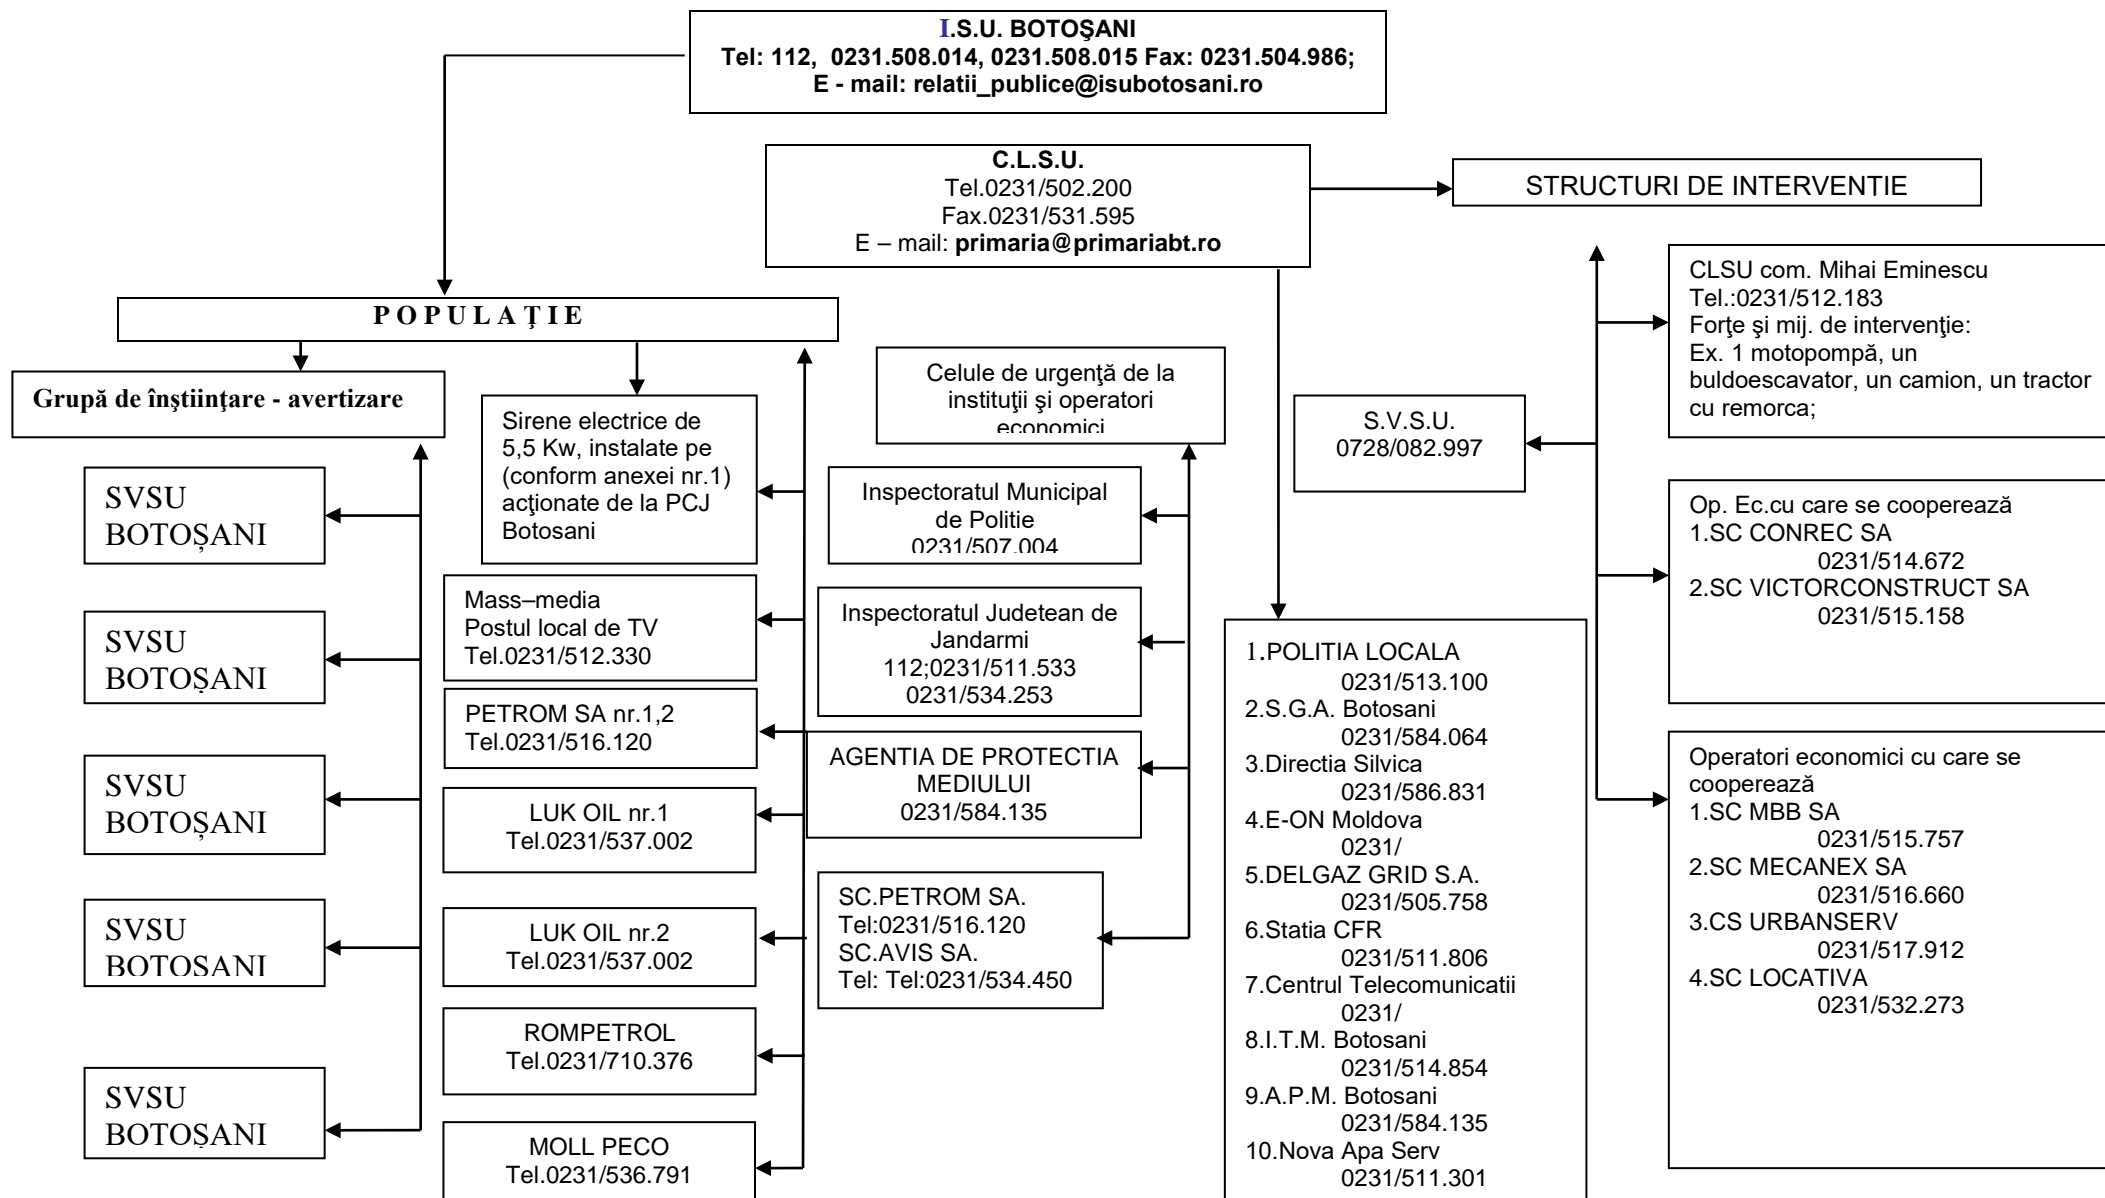 I.S.U. BOTOŞANI
Tel: 112, 0231.508.014, 0231.508.015 Fax: 0231.504.986;
E - mail: relatii_publice@isubotosani.ro
C.L.S.U.
Tel.0231/502.200
Fax.0231/531.595
E – mail: primaria@primariabt.ro
STRUCTURI DE INTERVENTIE
P O P U L A Ţ I E
Grupă de înştiinţare - avertizare
SVSU
BOTOȘANI
SVSU
BOTOȘANI
SVSU
BOTOȘANI
SVSU
BOTOȘANI
SVSU
BOTOȘANI
Sirene electrice de
5,5 Kw, instalate pe
(conform anexei nr.1)
acţionate de la PCJ
Botosani
Mass–media
Postul local de TV
Tel.0231/512.330
PETROM SA nr.1,2
Tel.0231/516.120
LUK OIL nr.1
Tel.0231/537.002
LUK OIL nr.2
Tel.0231/537.002
ROMPETROL
Tel.0231/710.376
MOLL PECO
Tel.0231/536.791
Celule de urgenţă de la
instituţii şi operatori
economici
Inspectoratul Municipal
de Politie
0231/507.004
Inspectoratul Judetean de
Jandarmi
112;0231/511.533
0231/534.253
AGENTIA DE PROTECTIA
MEDIULUI
0231/584.135
SC.PETROM SA.
Tel:0231/516.120
SC.AVIS SA.
Tel: Tel:0231/534.450
1.POLITIA LOCALA
0231/513.100
2.S.G.A. Botosani
0231/584.064
3.Directia Silvica
0231/586.831
4.E-ON Moldova
0231/
5.DELGAZ GRID S.A.
0231/505.758
6.Statia CFR
0231/511.806
7.Centrul Telecomunicatii
0231/
8.I.T.M. Botosani
0231/514.854
9.A.P.M. Botosani
0231/584.135
10.Nova Apa Serv
0231/511.301
S.V.S.U.
0728/082.997
CLSU com. Mihai Eminescu
Tel.:0231/512.183
Forţe şi mij. de intervenţie:
Ex. 1 motopompă, un
buldoescavator, un camion, un tractor
cu remorca;
Op. Ec.cu care se cooperează
1.SC CONREC SA
0231/514.672
2.SC VICTORCONSTRUCT SA
0231/515.158
Operatori economici cu care se
cooperează
1.SC MBB SA
0231/515.757
2.SC MECANEX SA
0231/516.660
3.CS URBANSERV
0231/517.912
4.SC LOCATIVA
0231/532.273